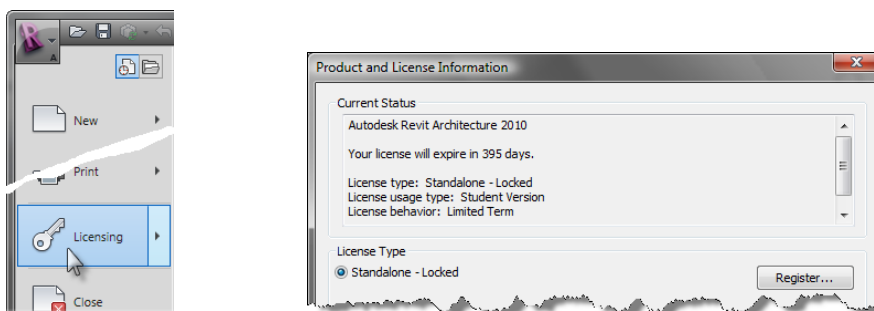 R
A
New
Print
Licensing
Close
Product and License Information
Current Status
Autodesk Revit Architecture 2010
Your license will expire in 395 days.
License type: Standalone - Locked
License usage type: Student Version
License behavior: Limited Term
License Type
Standalone - Locked
Register...